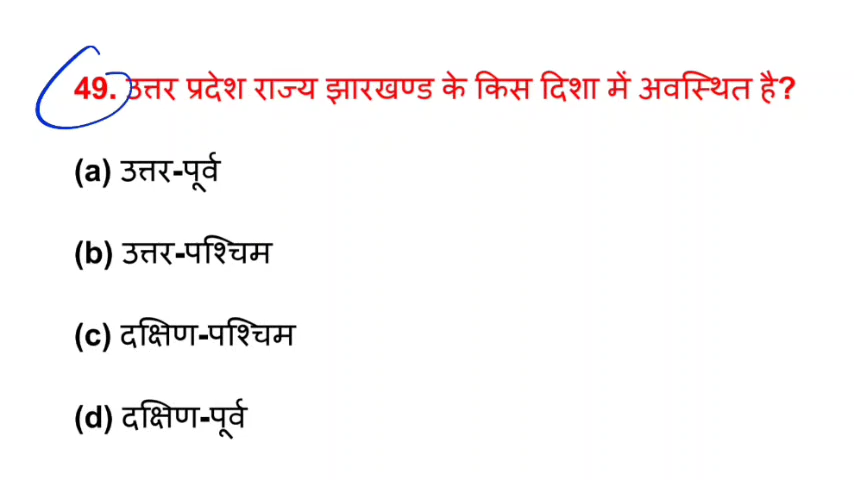 49. उत्तर प्रदेश राज्य झारखण्ड के किस दिशा में अवस्थित है?
(a) उत्तर-पूर्व
(b) उत्तर-पश्चिम
(c) दक्षिण-पश्चिम
(d) दक्षिण-पूर्व